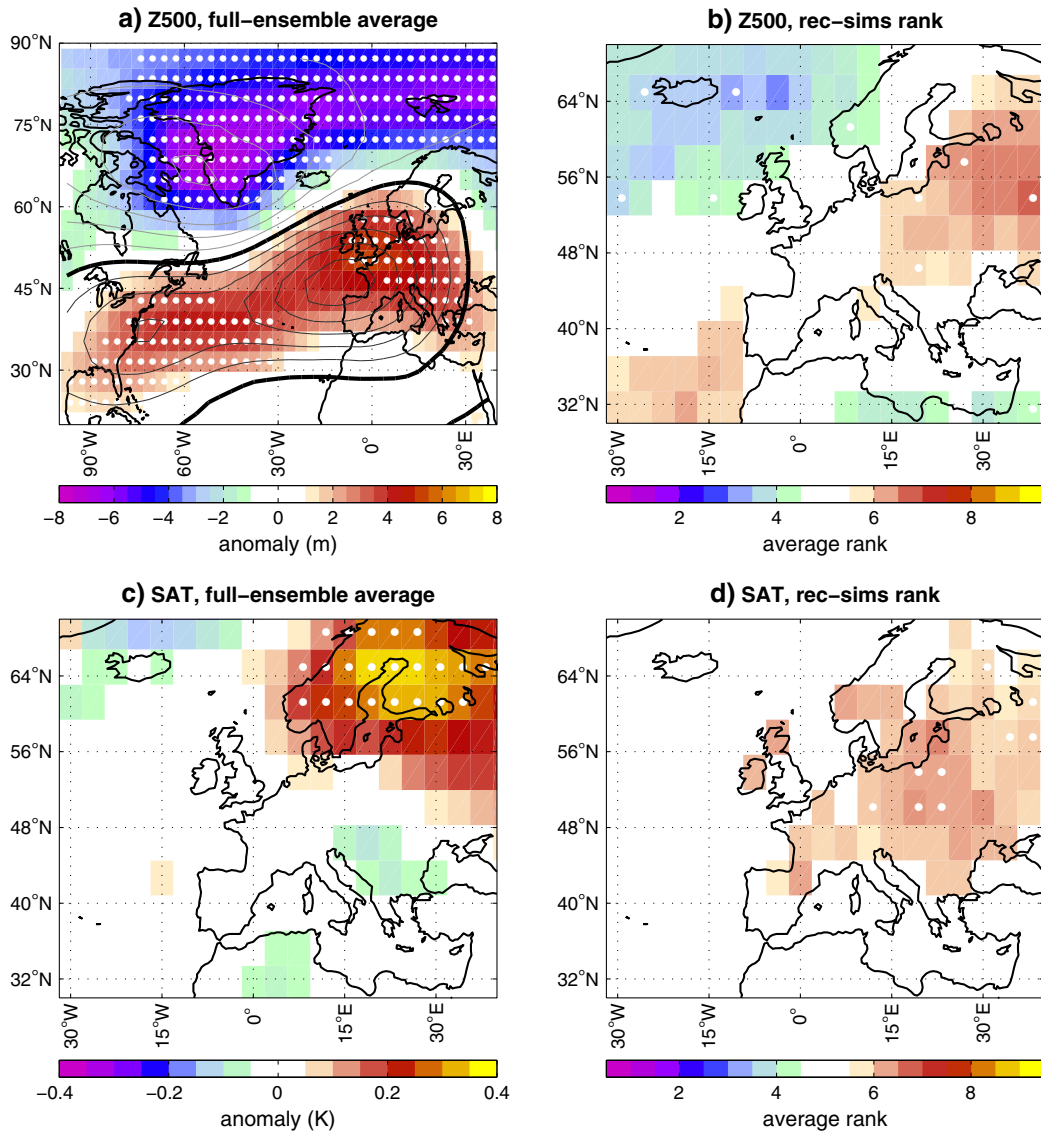 a) Z500, full−ensemble average
90°N
75°N
60°N
45°N
30°N
90°W
60°W
30°W
0°
30°E
−8 −6 −4 −2 0 2 4 6 8
anomaly (m)
b) Z500, rec−sims rank
64°N
56°N
48°N
40°N
32°N
30°W
15°W
0°
15°E
30°E
2 4 6 8
average rank
c) SAT, full−ensemble average
64°N
56°N
48°N
40°N
32°N
30°W
15°W
0°
15°E
30°E
−0.4 −0.2 0 0.2 0.4
anomaly (K)
d) SAT, rec−sims rank
64°N
56°N
48°N
40°N
32°N
30°W
15°W
0°
15°E
30°E
2 4 6 8
average rank